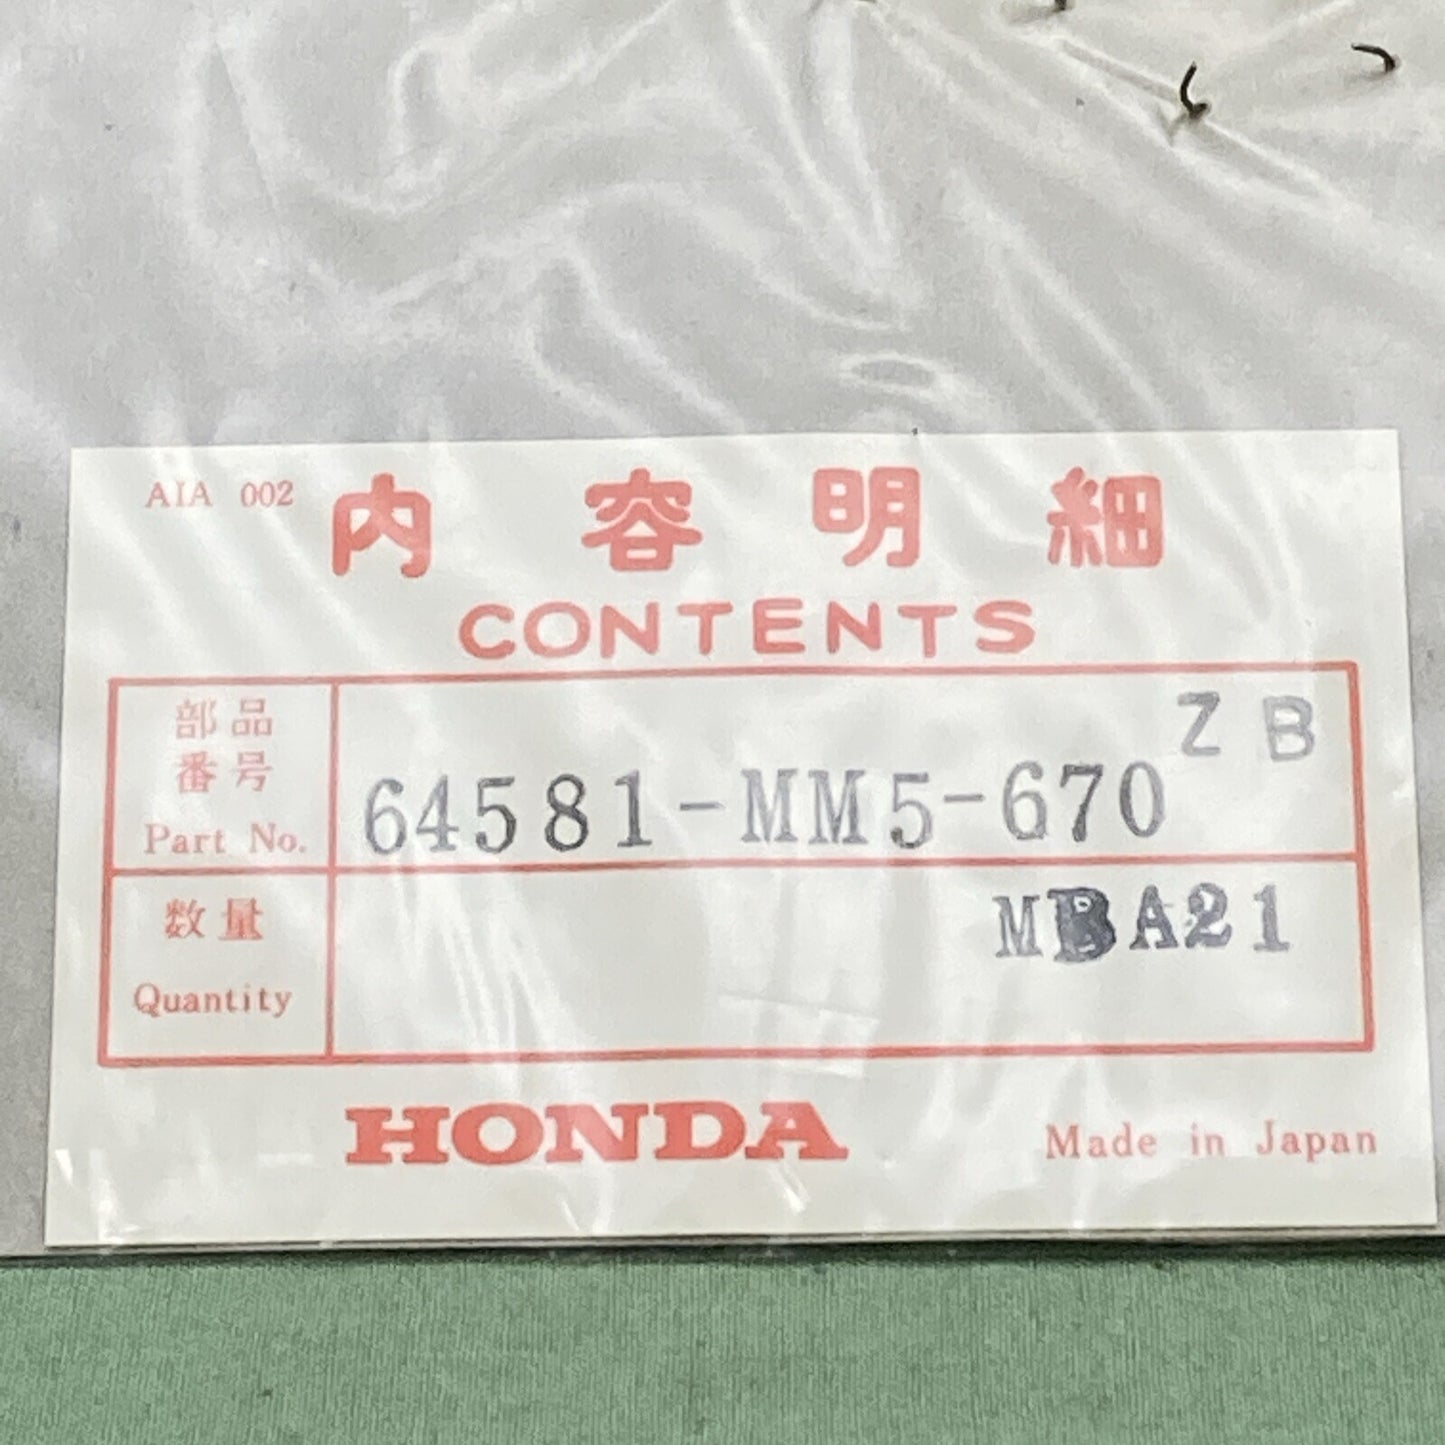 AIA 002 内容明細
CONTENTS
部品
番号
Part No.
64581-MM5-670 ZB
数量
Quantity
MBA21
HONDA
Made in Japan